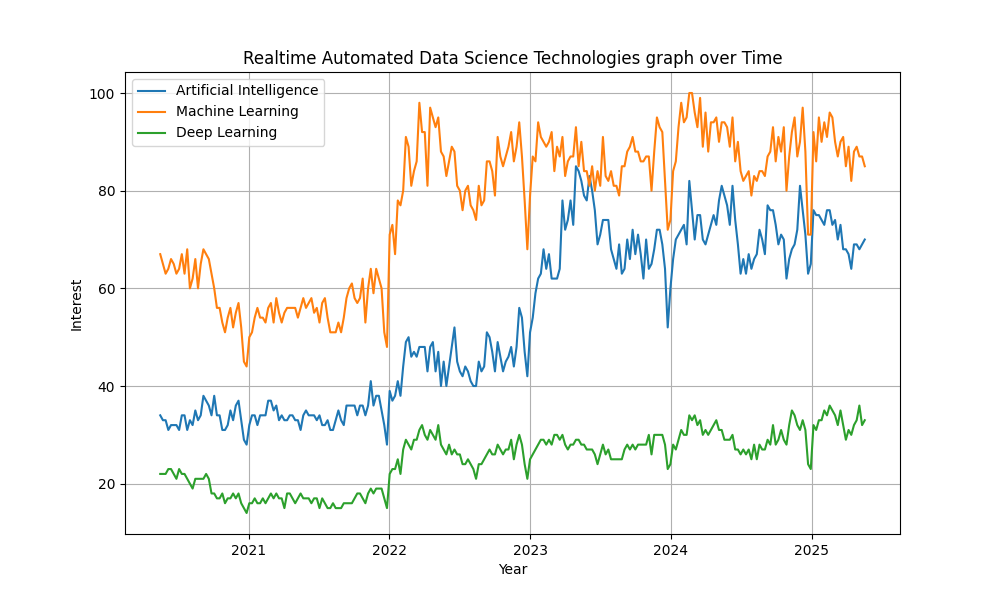 Realtime Automated Data Science Technologies graph over Time
Artificial Intelligence
Machine Learning
Deep Learning
100
80
60
40
20
Interest
2021 2022 2023 2024 2025
Year